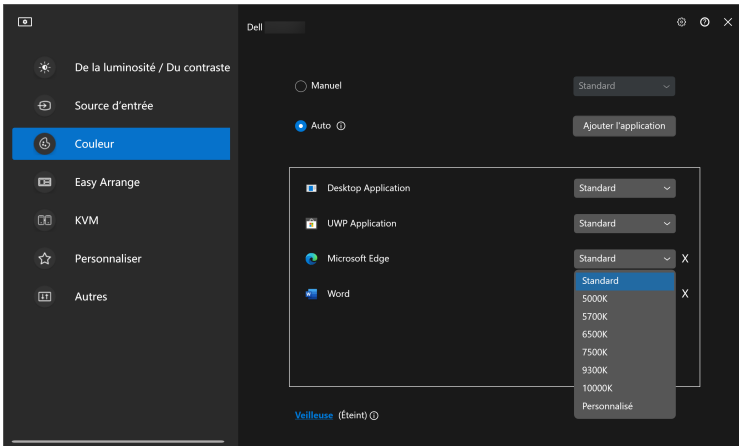 Dell
De la luminosité / Du contraste
Source d'entrée
Couleur
Easy Arrange
KVM
Personnaliser
Autres
Manuel
Standard
Auto
Ajouter l'application
Desktop Application
Standard
UWP Application
Standard
Microsoft Edge
Standard
X
Word
X
Standard
5000K
5700K
6500K
7500K
9300K
10000K
Personnalisé
Veilleuse (Éteint)